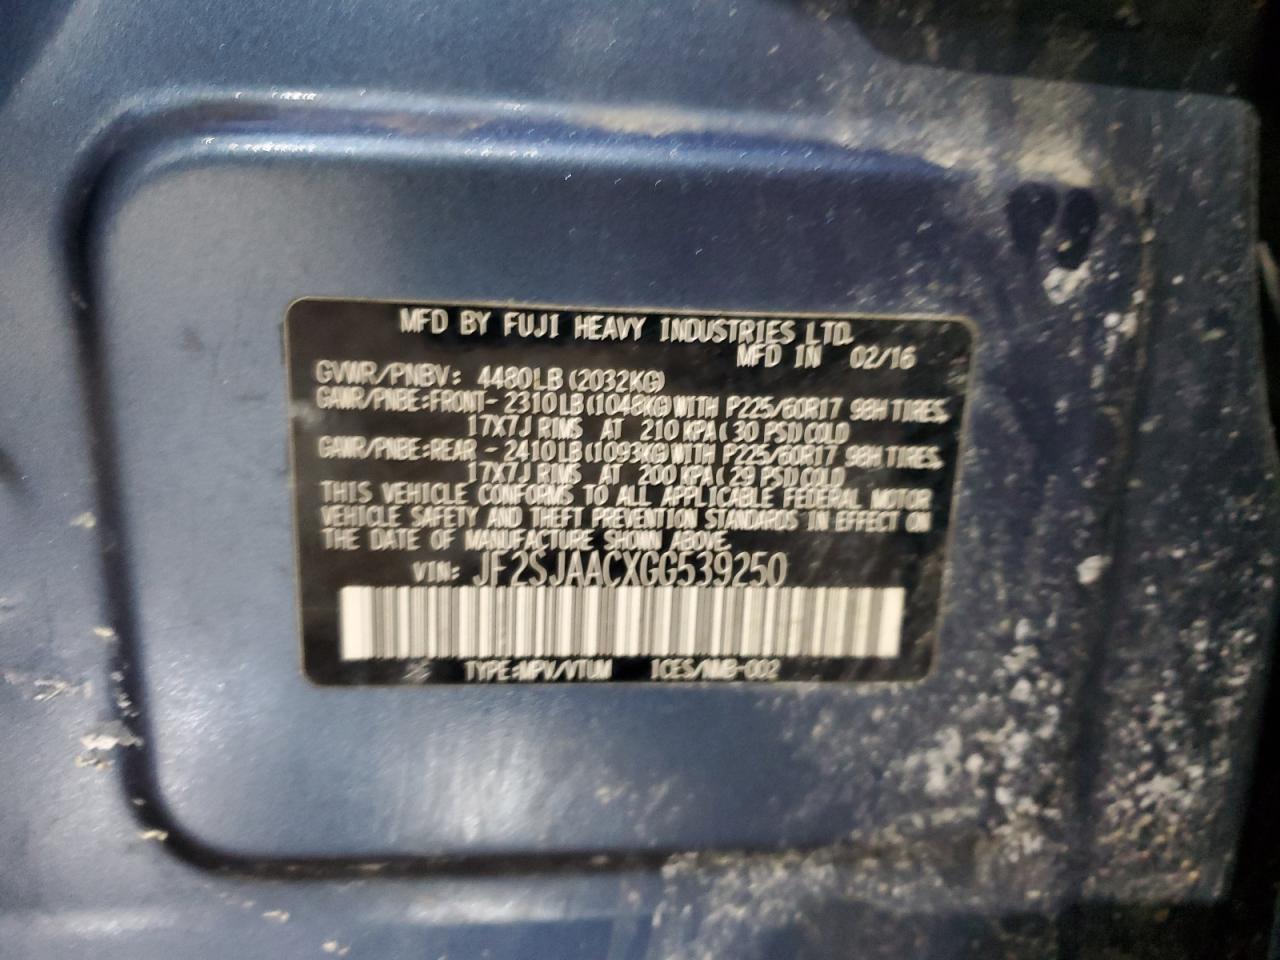 MFD BY FUJI HEAVY INDUSTRIES LTD.
MFD IN 02/16
GVWR/PNBV: 4480LB(2032KG)
GAWR/PNBE:FRONT- 2310LB(1048KG)WITH P225/60R17 98H TIRES,
17X7J RIMS AT 210 KPA( 30 PSI)COLD
GAWR/PNBE:REAR - 2410LB(1093KG)WITH P225/60R17 98H TIRES,
17X7J RIMS AT 200 KPA( 29 PSI)COLD
THIS VEHICLE CONFORMS TO ALL APPLICABLE FEDERAL MOTOR
VEHICLE SAFETY AND THEFT PREVENTION STANDARDS IN EFFECT ON
THE DATE OF MANUFACTURE SHOWN ABOVE.
VIN: JF2SJAACXGG539250
TYPE:MPV/VTUM ICES/NMB-002